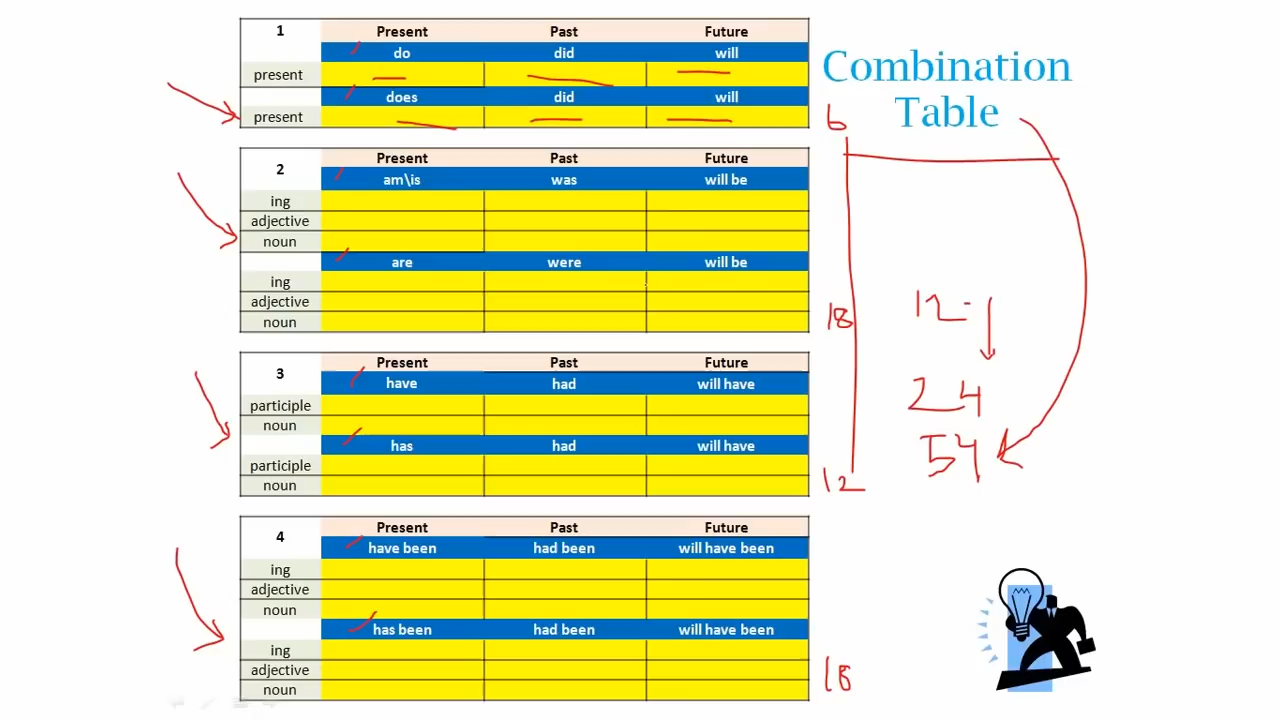 1 Present Past Future
do did will
present
does did will
present
2 Present Past Future
am\is was will be
ing
adjective
noun
are were will be
ing
adjective
noun
3 Present Past Future
have had will have
participle
noun
has had will have
participle
noun
4 Present Past Future
have been had been will have been
ing
adjective
noun
has been had been will have been
ing
adjective
noun
Combination
Table
6
18
12
18
12
24
54